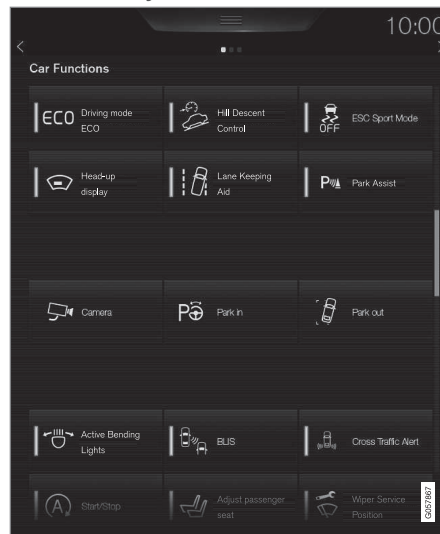 10:00
Car Functions
ECO Driving mode
ECO
Hill Descent
Control
OFF ESC Sport Mode
Head-up
display
Lane Keeping
Aid
P Park Assist
Camera
P Park in
Park out
Active Bending
Lights
BLIS
Cross Traffic Alert
A Start/Stop
Adjust passenger
seat
Wiper Service
Position
G057867